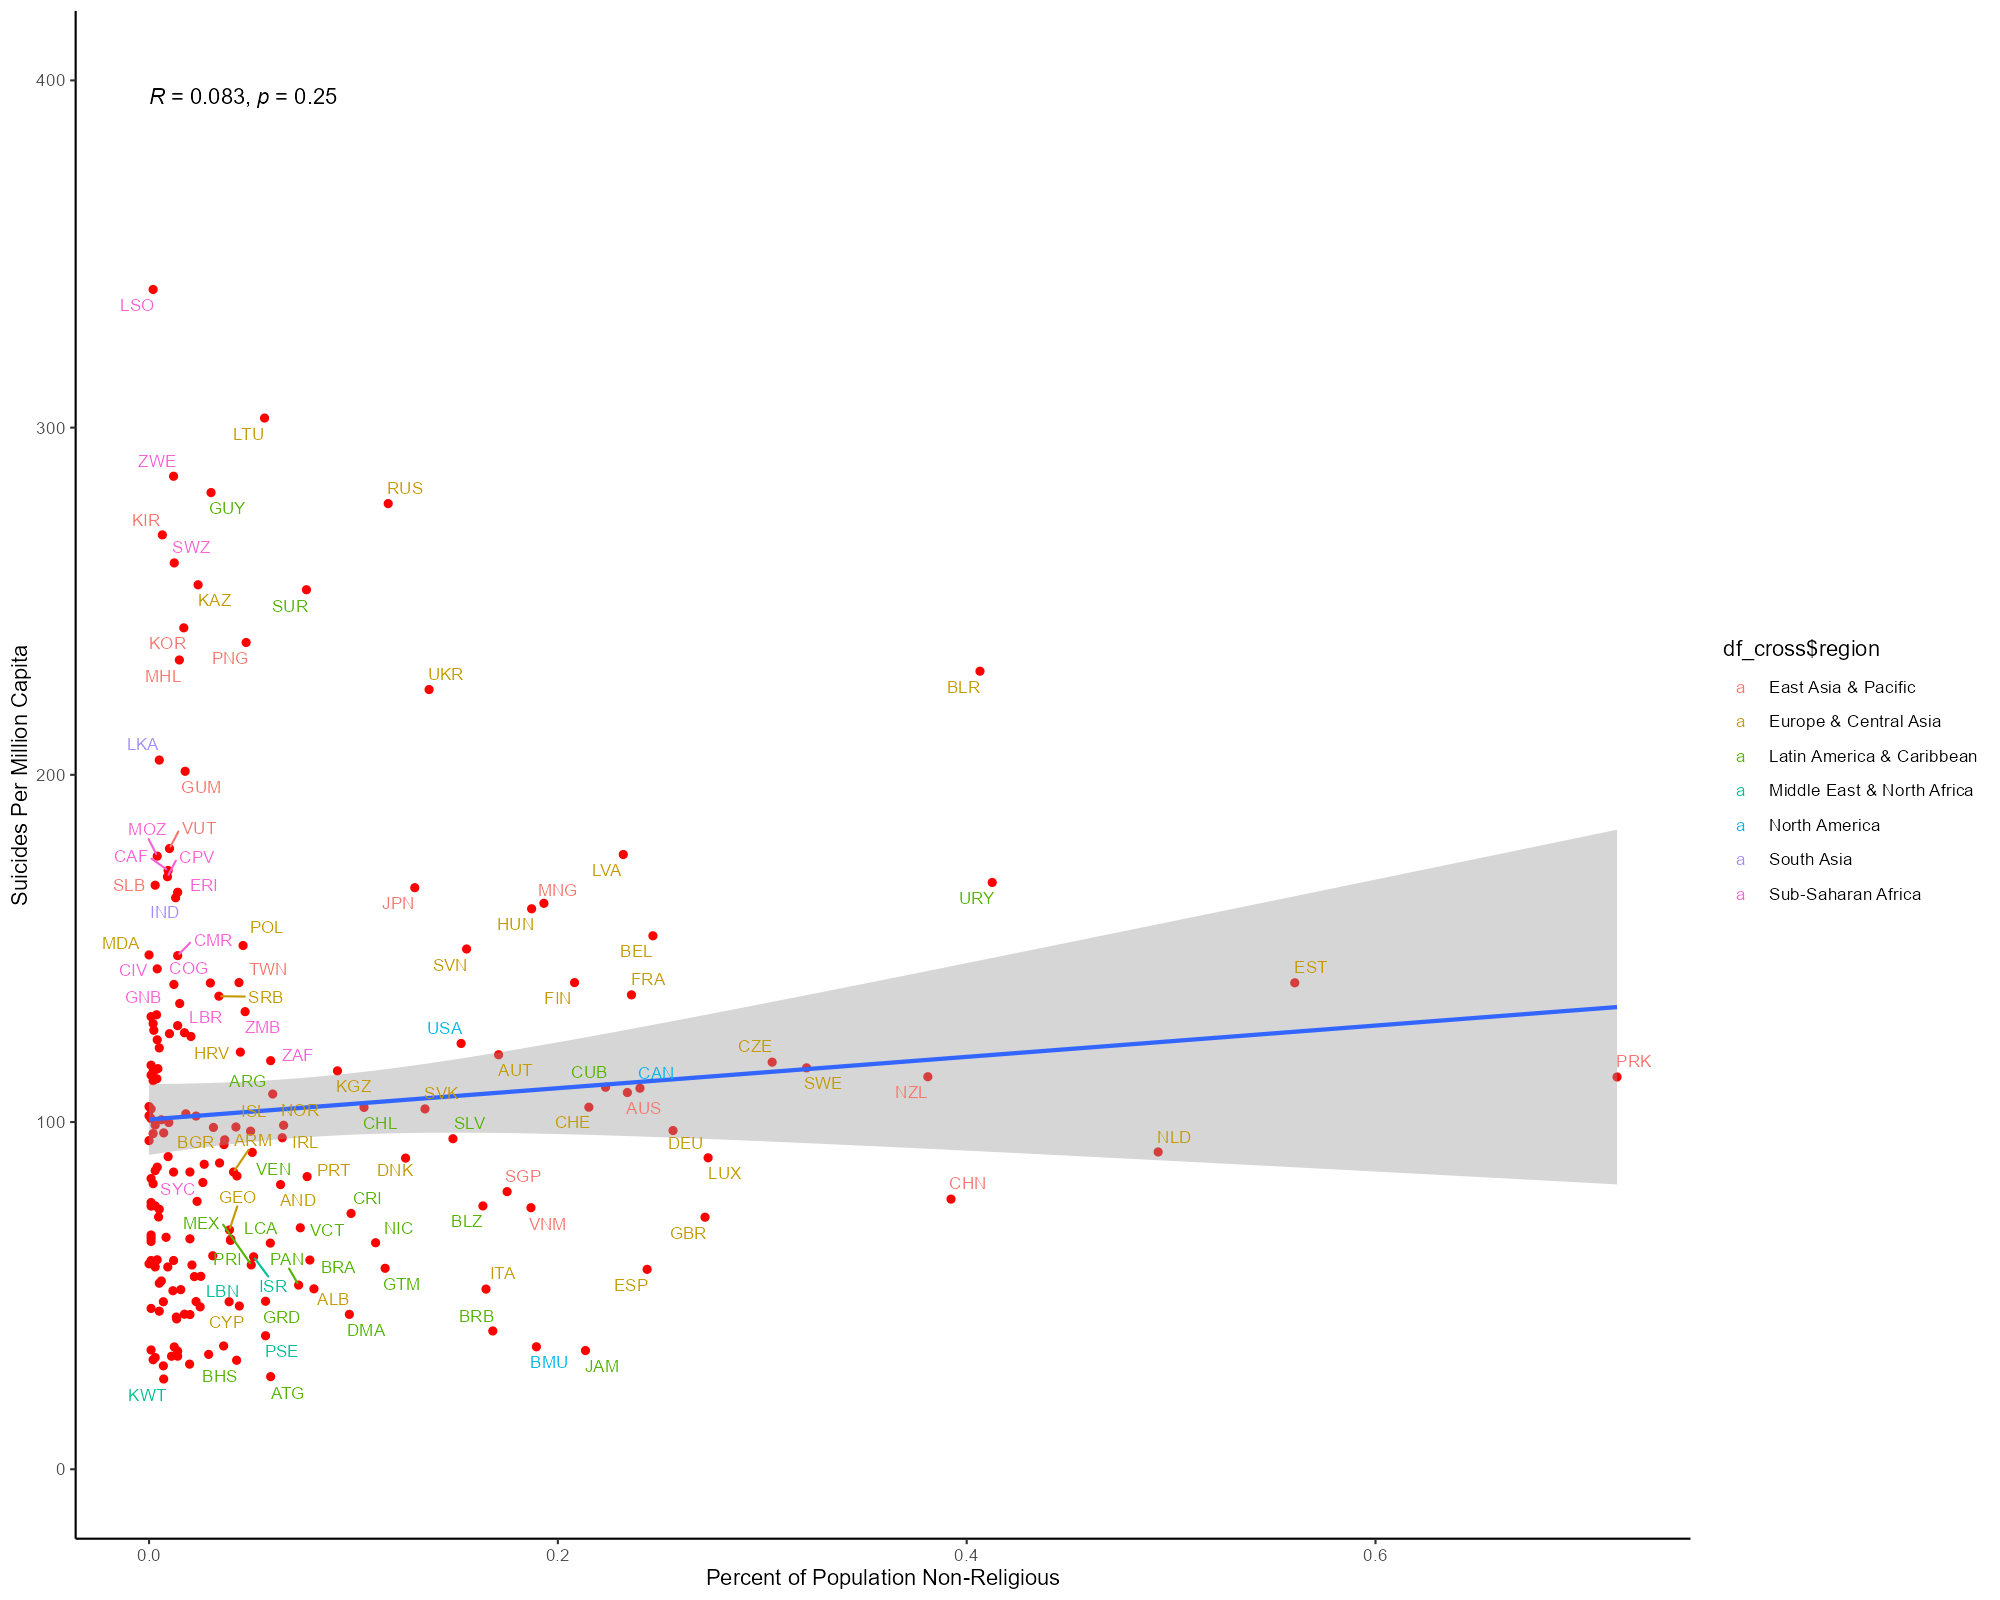 400
R = 0.083, p = 0.25
LSO
300
LTU
ZWE
RUS
GUY
KIR
SWZ
KAZ
SUR
KOR
PNG
MHL
UKR
BLR
LKA
200
GUM
MOZ
VUT
CAF
CPV
LVA
SLB
ERI
MNG
JPN
URY
IND
HUN
POL
MDA
CMR
BEL
SVN
CIV
COG
TWN
EST
FRA
GNB
SRB
FIN
LBR
ZMB
USA
HRV
ZAF
CZE
PRK
AUT
CUB
CAN
ARG
KGZ
SWE
SVK
NZL
ISL
NOR
AUS
100
CHL
SLV
CHE
BGR
ARM
IRL
DEU
NLD
VEN
PRT
DNK
LUX
SYC
SGP
CHN
GEO
AND
CRI
MEX
LCA
VCT
NIC
BLZ
VNM
GBR
PRI
PAN
BRA
LBN
ISR
ALB
GTM
ITA
ESP
CYP
GRD
DMA
BRB
PSE
BHS
BMU
JAM
KWT
ATG
0
0.0
0.2
0.4
0.6
Percent of Population Non-Religious
Suicides Per Million Capita
df_cross$region
a East Asia & Pacific
a Europe & Central Asia
a Latin America & Caribbean
a Middle East & North Africa
a North America
a South Asia
a Sub-Saharan Africa